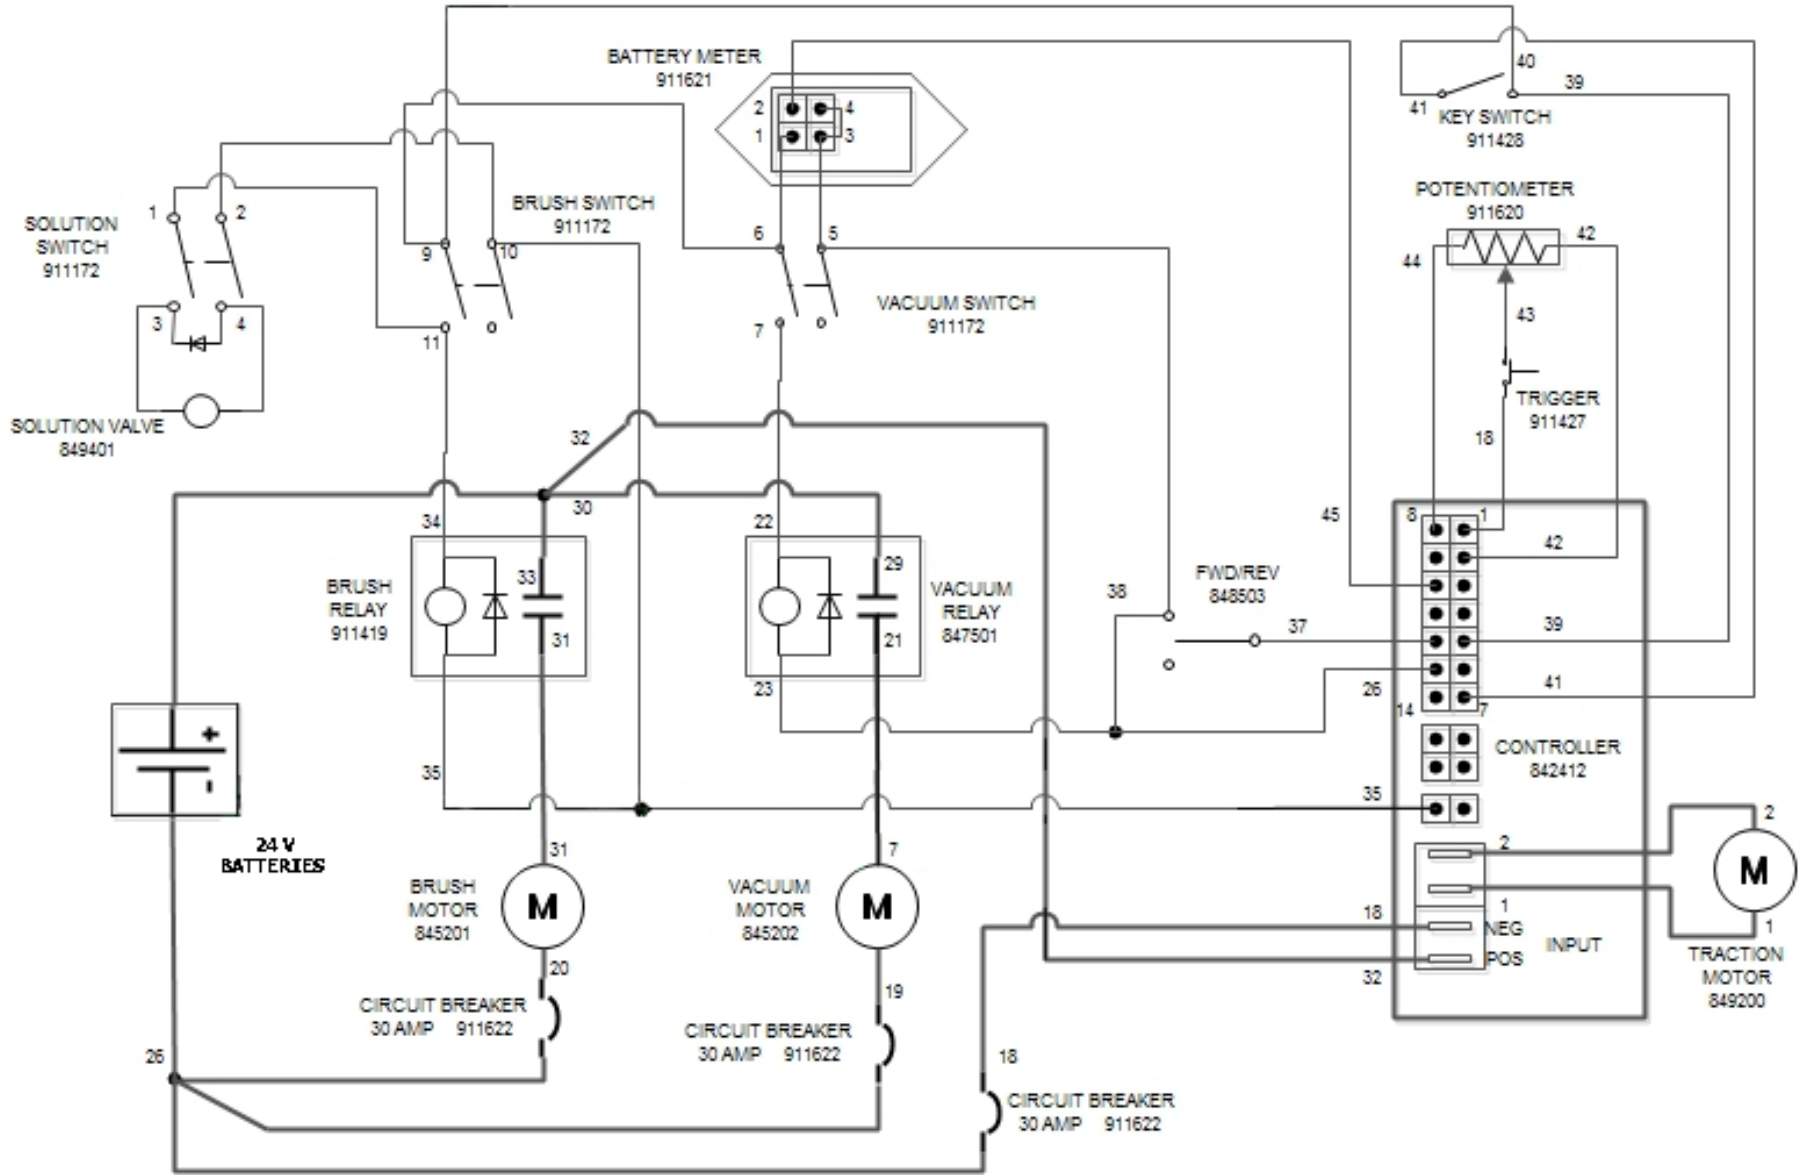 BATTERY METER
911621
2
4
1
3
40
39
41
KEY SWITCH
911428
POTENTIOMETER
911620
44
42
43
TRIGGER
911427
18
SOLUTION
SWITCH
911172
1
2
3
4
SOLUTION VALVE
849401
BRUSH SWITCH
911172
9
10
11
6
5
VACUUM SWITCH
911172
7
32
30
34
22
BRUSH
RELAY
911419
33
31
29
21
VACUUM
RELAY
847501
23
35
38
FWD/REV
848503
37
45
8
1
42
39
41
26
14
7
CONTROLLER
842412
35
24 V
BATTERIES
+
-
31
BRUSH
MOTOR
845201
M
20
7
VACUUM
MOTOR
845202
M
19
2
1
18
NEG
POS
INPUT
32
2
M
1
TRACTION
MOTOR
849200
CIRCUIT BREAKER
30 AMP 911622
CIRCUIT BREAKER
30 AMP 911622
26
18
CIRCUIT BREAKER
30 AMP 911622